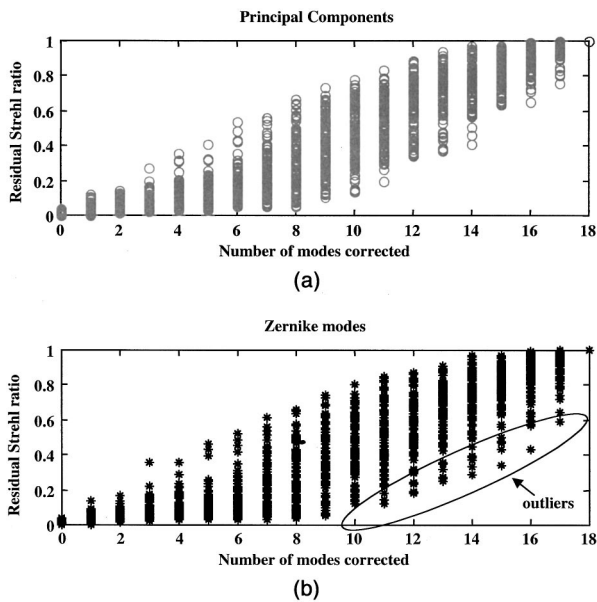 Principal Components
Residual Strehl ratio
1
0.8
0.6
0.4
0.2
0
0 2 4 6 8 10 12 14 16 18
Number of modes corrected
(a)
Zernike modes
Residual Strehl ratio
1
0.8
0.6
0.4
0.2
0
outliers
0 2 4 6 8 10 12 14 16 18
Number of modes corrected
(b)